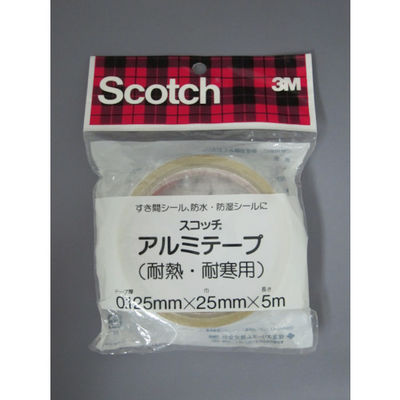 Scotch
3M
すき間シール、防水・防湿シールに
スコッチ
アルミテープ
(耐熱・耐寒用)
テープ厚 巾 長さ
0.125mm×25mm×5m